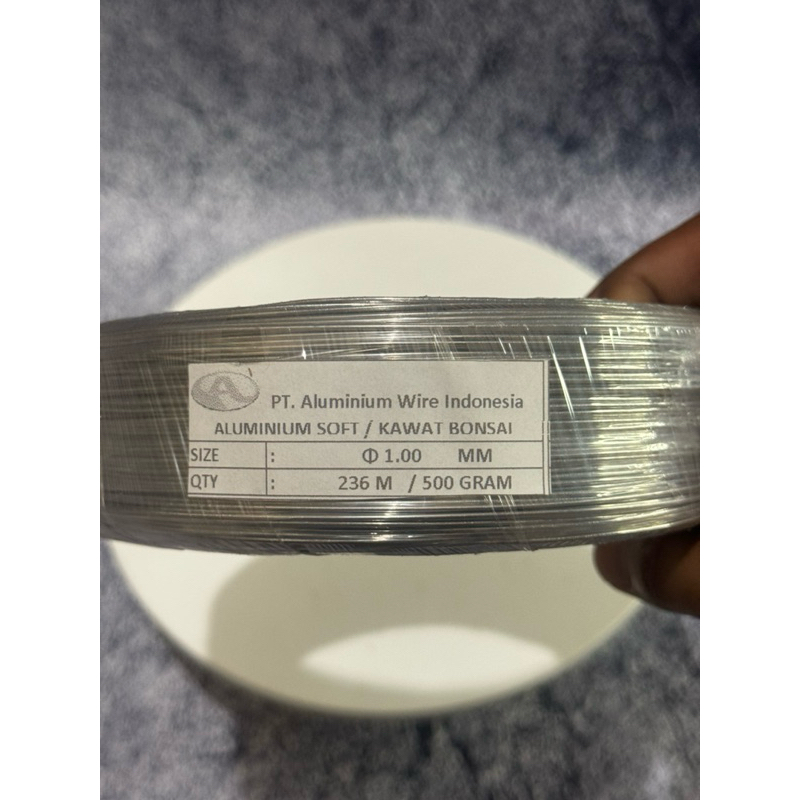 A
PT. Aluminium Wire Indonesia
ALUMINIUM SOFT / KAWAT BONSAI
SIZE : Φ 1.00 MM
QTY : 236 M / 500 GRAM